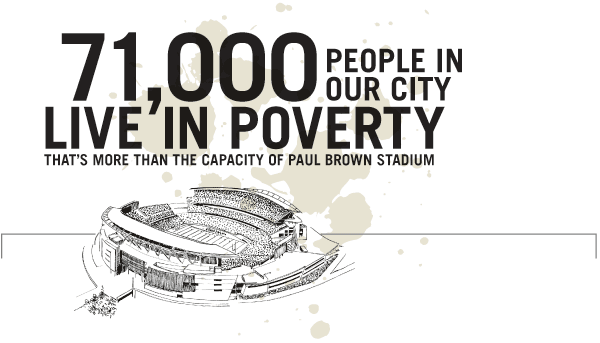 71,000 PEOPLE IN
OUR CITY
LIVE IN POVERTY
THAT'S MORE THAN THE CAPACITY OF PAUL BROWN STADIUM